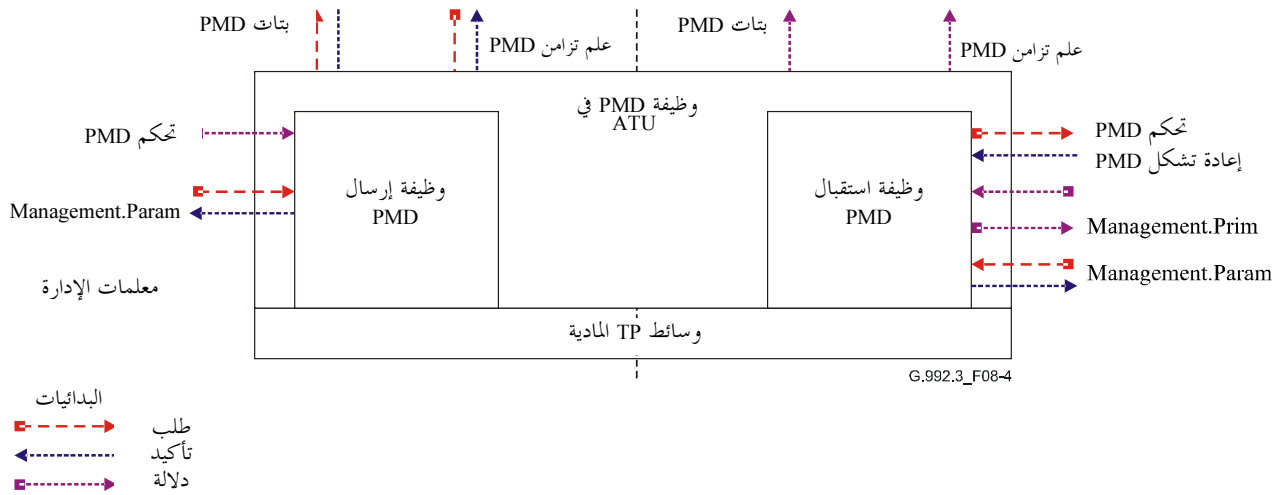 بتات PMD
علم تزامن PMD
بتات PMD
علم تزامن PMD
وظيفة PMD في
ATU
تحكم PMD
تحكم PMD
إعادة تشكل PMD
وظيفة إرسال
PMD
وظيفة استقبال
PMD
Management.Param
Management.Prim
Management.Param
معلمات الإدارة
وسائط TP المادية
G.992.3_F08-4
البدائيات
طلب
تأكيد
دلالة